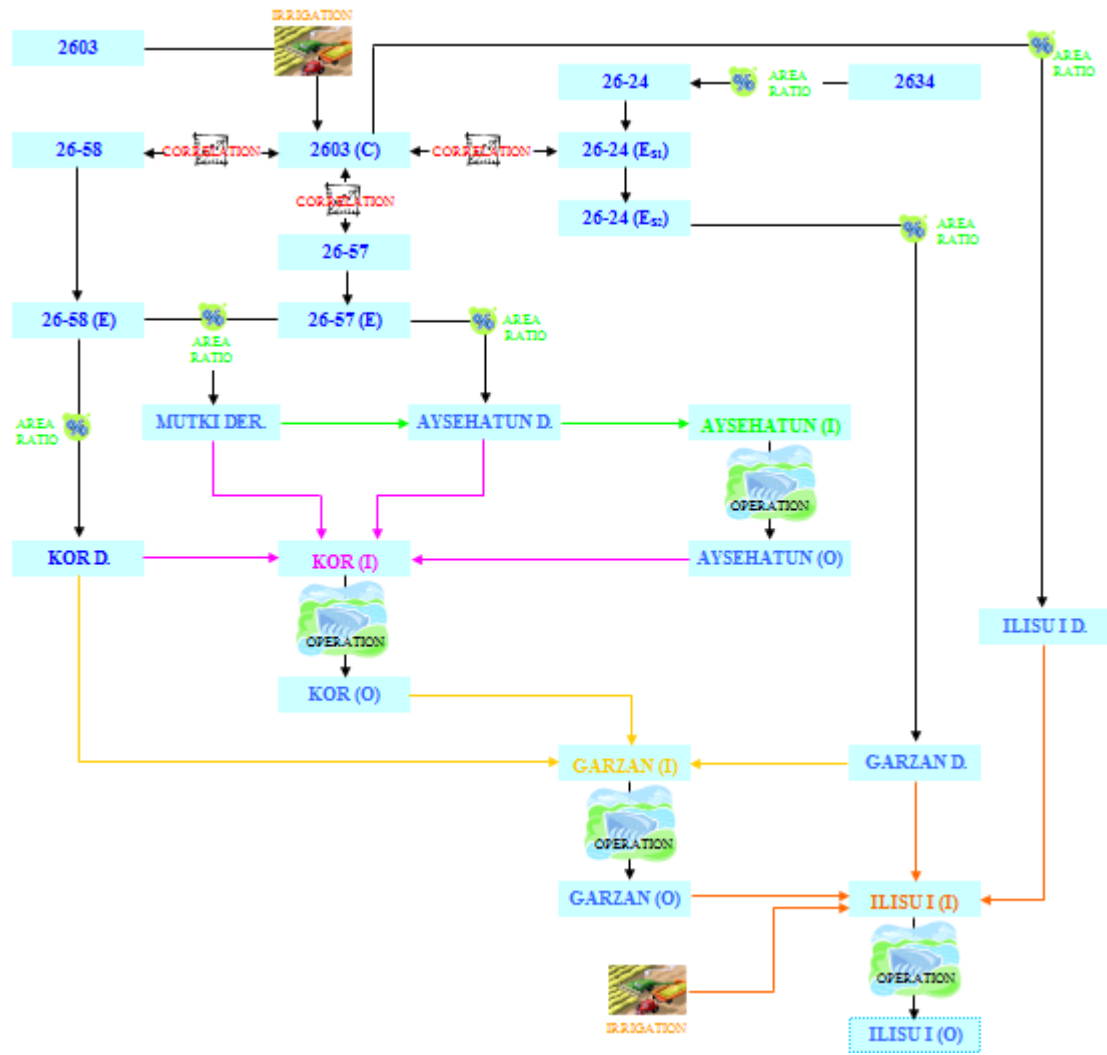 IRRIGATION
2603
%
AREA
RATIO
26-24
%
AREA
RATIO
2634
26-58
CORRELATION
2603 (C)
CORRELATION
26-24 (E_S1)
CORRELATION
26-24 (E_S2)
%
AREA
RATIO
26-57
26-58 (E)
%
AREA
RATIO
26-57 (E)
%
AREA
RATIO
AREA
RATIO
%
MUTKI DER.
AYSEHATUN D.
AYSEHATUN (I)
OPERATION
KOR D.
KOR (I)
AYSEHATUN (O)
OPERATION
ILISU I D.
KOR (O)
GARZAN (I)
GARZAN D.
OPERATION
GARZAN (O)
ILISU I (I)
OPERATION
IRRIGATION
ILISU I (O)